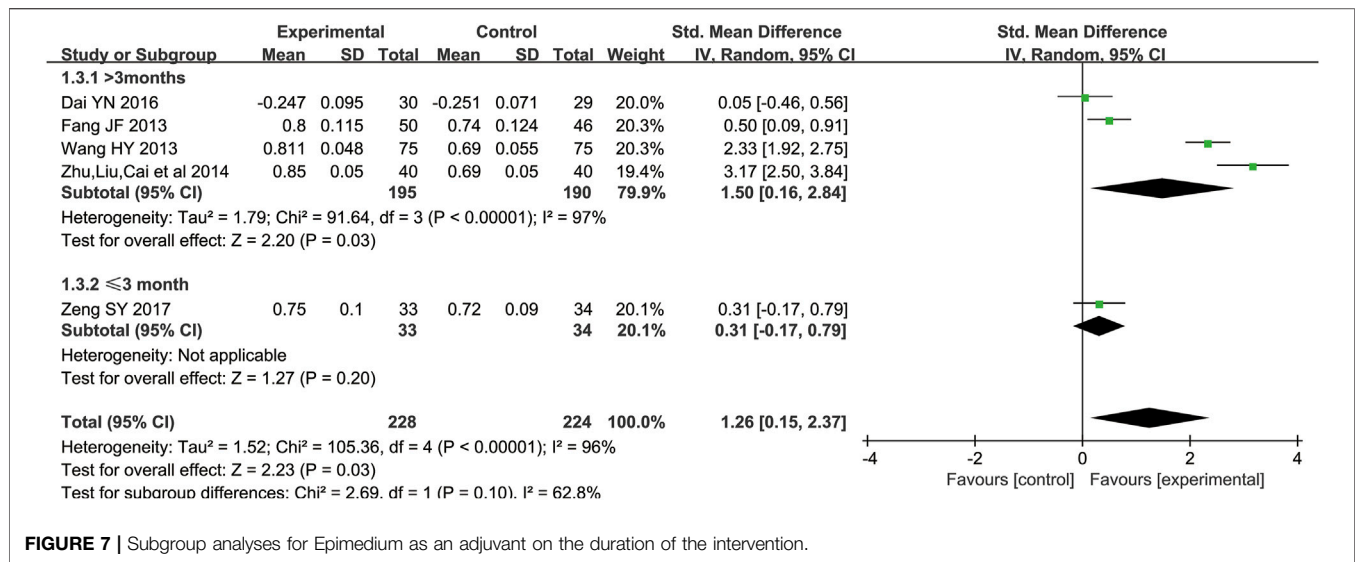 Experimental Control Std. Mean Difference Std. Mean Difference
Study or Subgroup Mean SD Total Mean SD Total Weight IV, Random, 95% CI IV, Random, 95% CI
1.3.1 >3months
Dai YN 2016 -0.247 0.095 30 -0.251 0.071 29 20.0% 0.05 [-0.46, 0.56]
Fang JF 2013 0.8 0.115 50 0.74 0.124 46 20.3% 0.50 [0.09, 0.91]
Wang HY 2013 0.811 0.048 75 0.69 0.055 75 20.3% 2.33 [1.92, 2.75]
Zhu,Liu,Cai et al 2014 0.85 0.05 40 0.69 0.05 40 19.4% 3.17 [2.50, 3.84]
Subtotal (95% CI) 195 190 79.9% 1.50 [0.16, 2.84]
Heterogeneity: Tau² = 1.79; Chi² = 91.64, df = 3 (P < 0.00001); I² = 97%
Test for overall effect: Z = 2.20 (P = 0.03)
1.3.2 ≤3 month
Zeng SY 2017 0.75 0.1 33 0.72 0.09 34 20.1% 0.31 [-0.17, 0.79]
Subtotal (95% CI) 33 34 20.1% 0.31 [-0.17, 0.79]
Heterogeneity: Not applicable
Test for overall effect: Z = 1.27 (P = 0.20)
Total (95% CI) 228 224 100.0% 1.26 [0.15, 2.37]
Heterogeneity: Tau² = 1.52; Chi² = 105.36, df = 4 (P < 0.00001); I² = 96%
Test for overall effect: Z = 2.23 (P = 0.03)
Test for subgroup differences: Chi² = 2.69, df = 1 (P = 0.10), I² = 62.8%
-4 -2 0 2 4
Favours [control] Favours [experimental]
FIGURE 7 | Subgroup analyses for Epimedium as an adjuvant on the duration of the intervention.